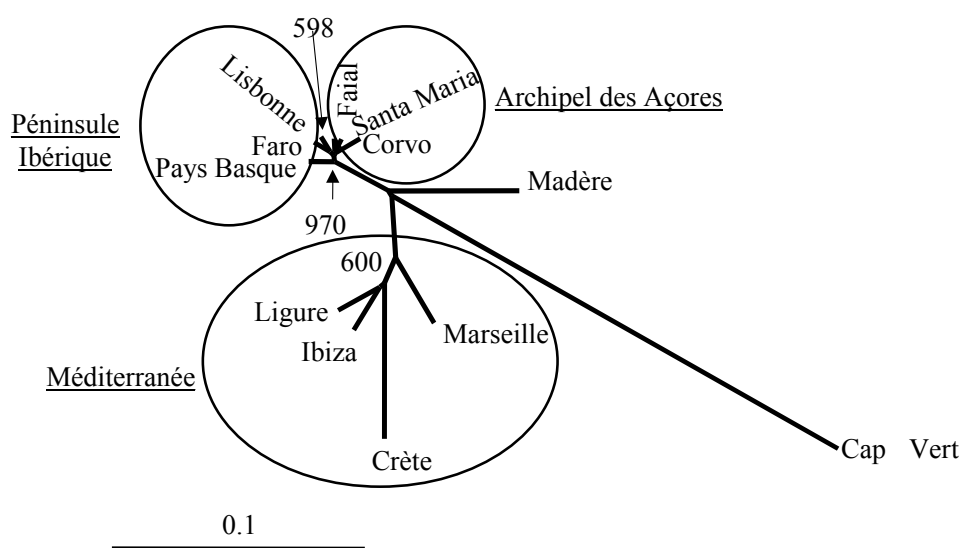 598
Lisbonne
Faial
Santa Maria
Archipel des Açores
Péninsule
Ibérique
Faro
Corvo
Pays Basque
Madère
970
600
Ligure
Ibiza
Marseille
Méditerranée
Crète
Cap Vert
0.1